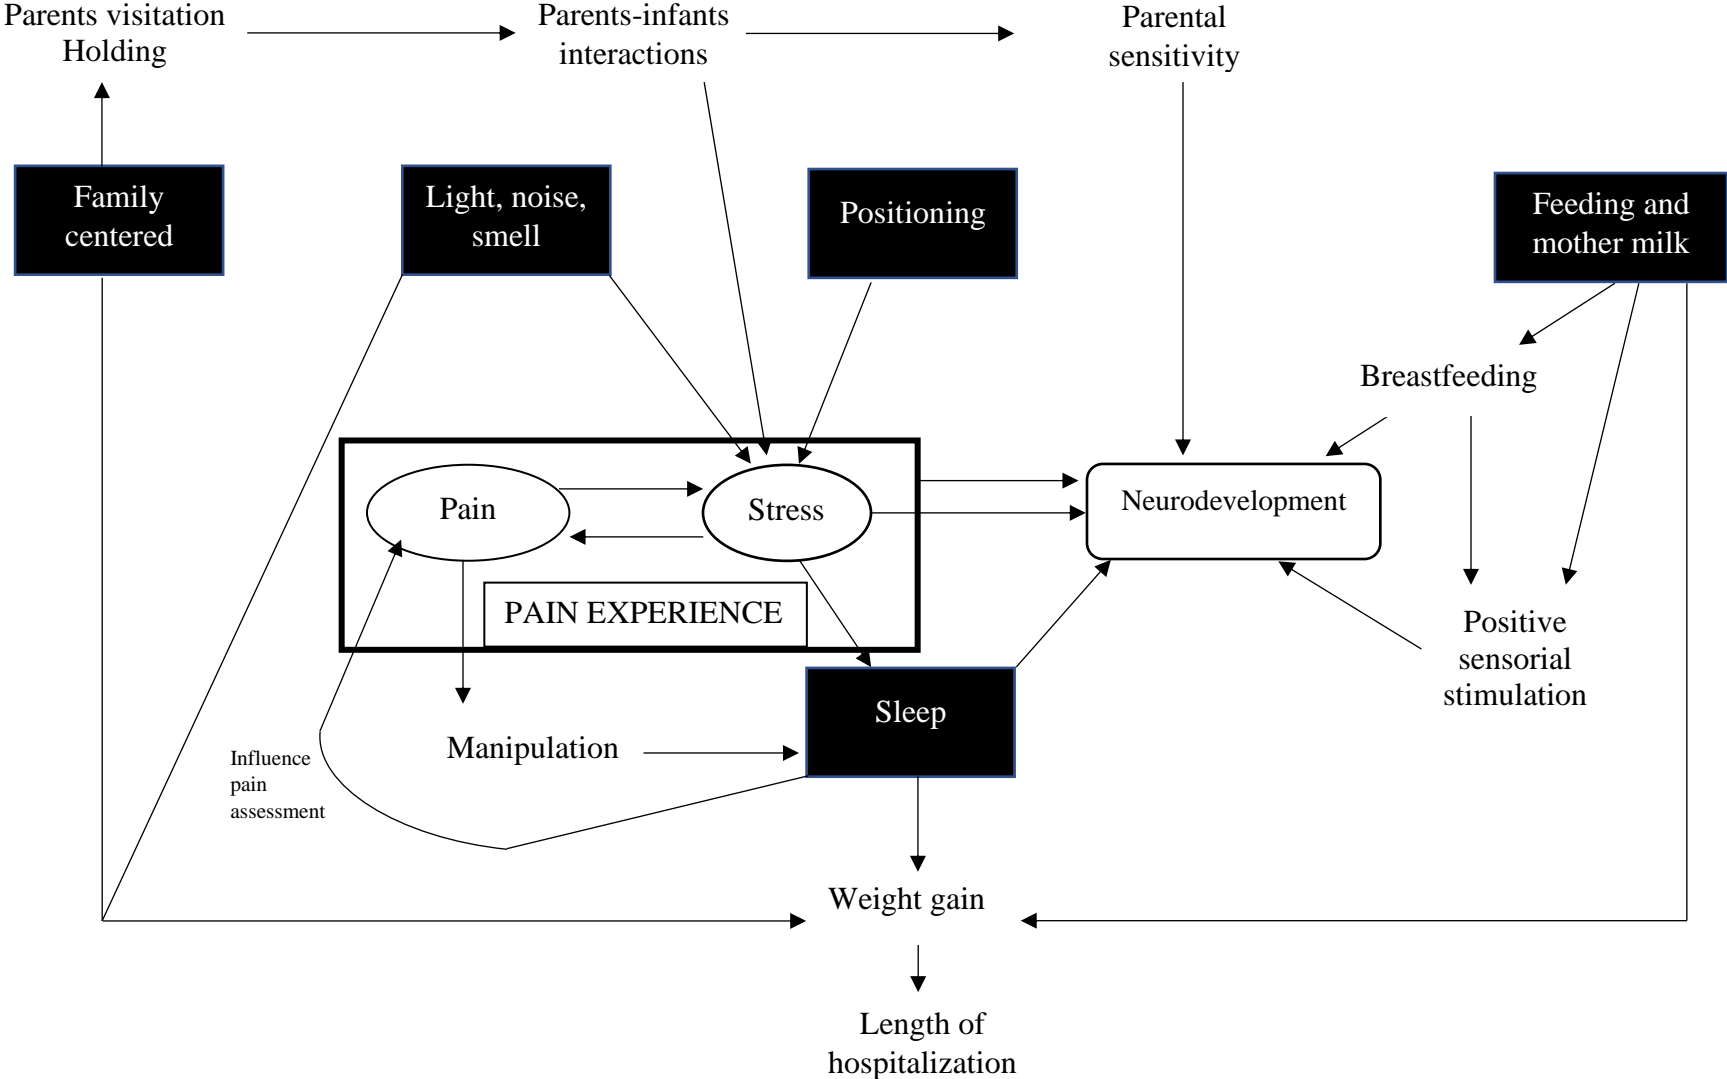 Parents visitation
Holding
Parents-infants
interactions
Parental
sensitivity
Family
centered
Light, noise,
smell
Positioning
Feeding and
mother milk
Breastfeeding
Pain
Stress
Neurodevelopment
PAIN EXPERIENCE
Positive
sensorial
stimulation
Sleep
Manipulation
Influence
pain
assessment
Weight gain
Length of
hospitalization